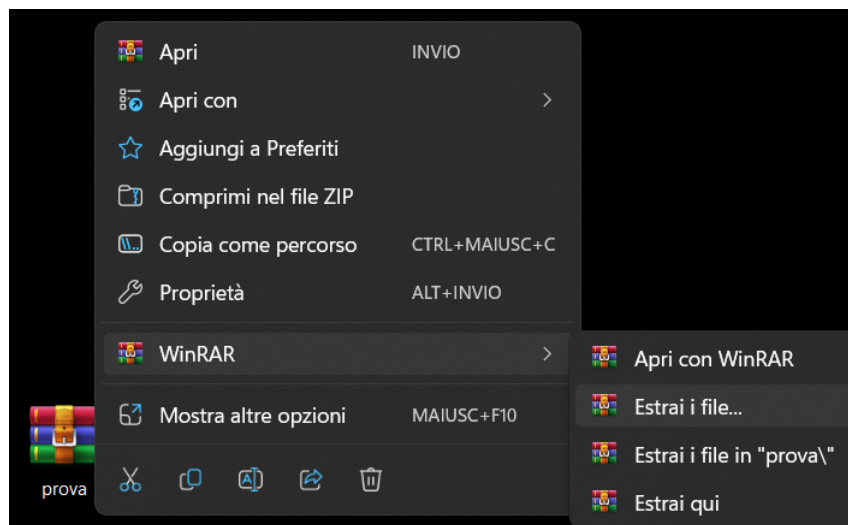 Apri INVIO
Apri con
Aggiungi a Preferiti
Comprimi nel file ZIP
Copia come percorso CTRL+MAIUSC+C
Proprietà ALT+INVIO
WinRAR
Mostra altre opzioni MAIUSC+F10
Apri con WinRAR
Estrai i file...
Estrai i file in "prova\"
Estrai qui
prova